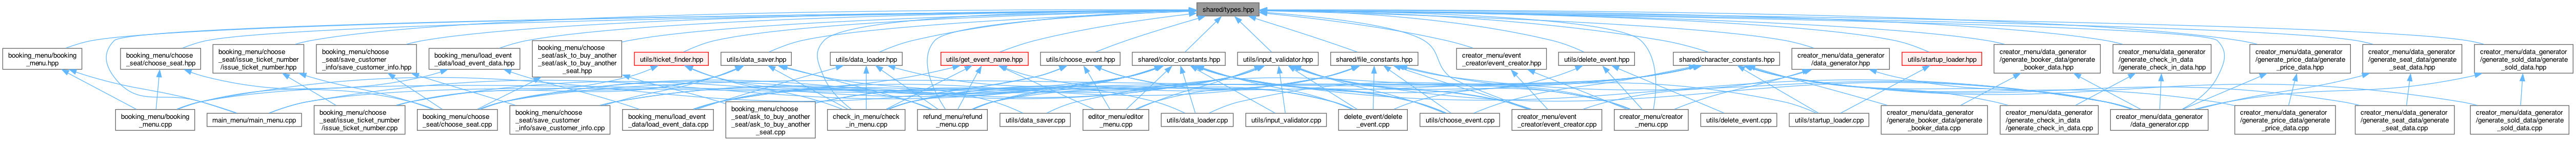 shared/types.hpp
booking_menu/booking
_menu.hpp
booking_menu/choose
_seat/choose_seat.hpp
booking_menu/choose
_seat/issue_ticket_number
/issue_ticket_number.hpp
booking_menu/choose
_seat/save_customer
_info/save_customer_info.hpp
booking_menu/load_event
_data/load_event_data.hpp
booking_menu/choose
_seat/ask_to_buy_another
_seat/ask_to_buy_another
_seat.hpp
utils/ticket_finder.hpp
utils/data_saver.hpp
utils/data_loader.hpp
utils/get_event_name.hpp
utils/choose_event.hpp
shared/color_constants.hpp
utils/input_validator.hpp
shared/file_constants.hpp
creator_menu/event
_creator/event_creator.hpp
utils/delete_event.hpp
shared/character_constants.hpp
creator_menu/data_generator
/data_generator.hpp
utils/startup_loader.hpp
creator_menu/data_generator
/generate_booker_data/generate
_booker_data.hpp
creator_menu/data_generator
/generate_check_in_data
/generate_check_in_data.hpp
creator_menu/data_generator
/generate_price_data/generate
_price_data.hpp
creator_menu/data_generator
/generate_seat_data/generate
_seat_data.hpp
creator_menu/data_generator
/generate_sold_data/generate
_sold_data.hpp
booking_menu/booking
_menu.cpp
main_menu/main_menu.cpp
booking_menu/choose
_seat/issue_ticket_number
/issue_ticket_number.cpp
booking_menu/choose
_seat/choose_seat.cpp
booking_menu/choose
_seat/save_customer
_info/save_customer_info.cpp
booking_menu/load_event
_data/load_event_data.cpp
booking_menu/choose
_seat/ask_to_buy_another
_seat/ask_to_buy_another
_seat.cpp
check_in_menu/check
_in_menu.cpp
refund_menu/refund
_menu.cpp
utils/data_saver.cpp
editor_menu/editor
_menu.cpp
utils/data_loader.cpp
utils/input_validator.cpp
delete_event/delete
_event.cpp
utils/choose_event.cpp
creator_menu/event
_creator/event_creator.cpp
creator_menu/creator
_menu.cpp
utils/delete_event.cpp
utils/startup_loader.cpp
creator_menu/data_generator
/generate_booker_data/generate
_booker_data.cpp
creator_menu/data_generator
/generate_check_in_data
/generate_check_in_data.cpp
creator_menu/data_generator
/data_generator.cpp
creator_menu/data_generator
/generate_price_data/generate
_price_data.cpp
creator_menu/data_generator
/generate_seat_data/generate
_seat_data.cpp
creator_menu/data_generator
/generate_sold_data/generate
_sold_data.cpp